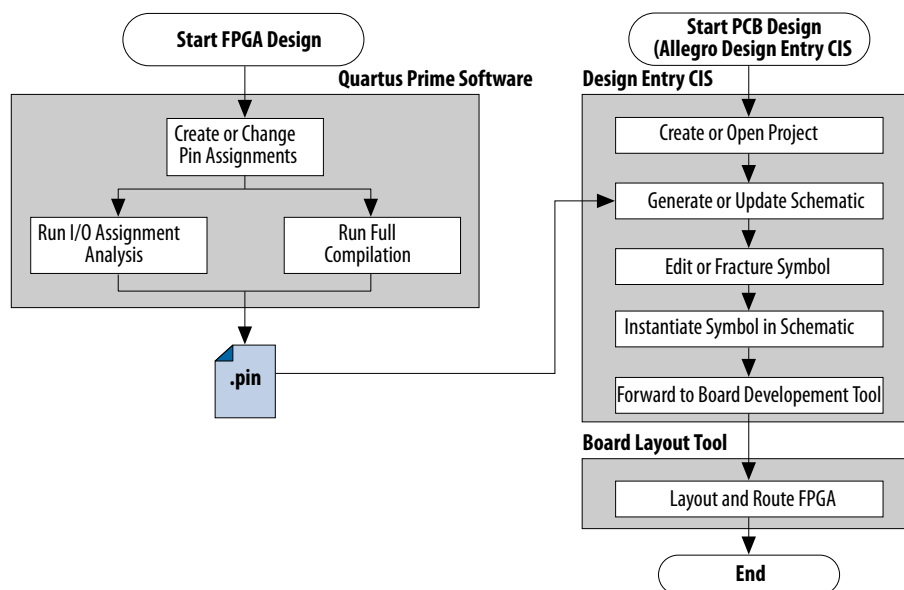 Start FPGA Design
Quartus Prime Software
Create or Change
Pin Assignments
Run I/O Assignment
Analysis
Run Full
Compilation
.pin
Start PCB Design
(Allegro Design Entry CIS
Design Entry CIS
Create or Open Project
Generate or Update Schematic
Edit or Fracture Symbol
Instantiate Symbol in Schematic
Forward to Board Developement Tool
Board Layout Tool
Layout and Route FPGA
End